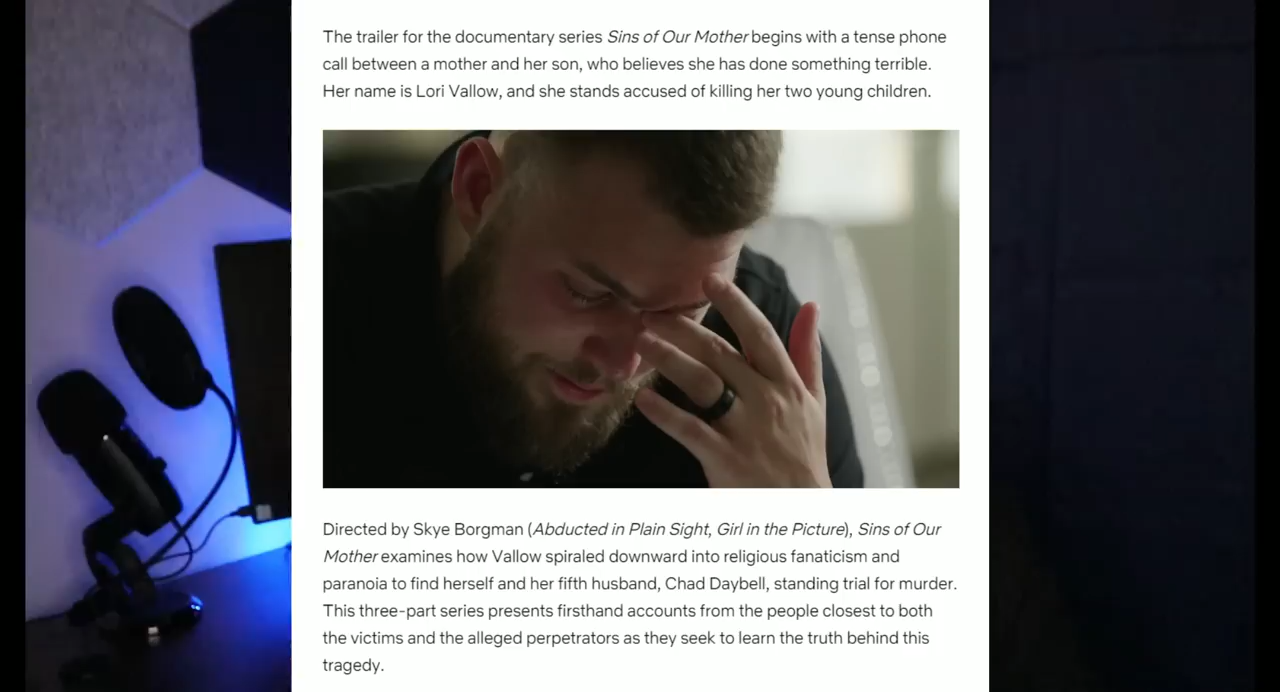 The trailer for the documentary series Sins of Our Mother begins with a tense phone
call between a mother and her son, who believes she has done something terrible.
Her name is Lori Vallow, and she stands accused of killing her two young children.
Directed by Skye Borgman (Abducted in Plain Sight, Girl in the Picture), Sins of Our
Mother examines how Vallow spiraled downward into religious fanaticism and
paranoia to find herself and her fifth husband, Chad Daybell, standing trial for murder.
This three-part series presents firsthand accounts from the people closest to both
the victims and the alleged perpetrators as they seek to learn the truth behind this
tragedy.